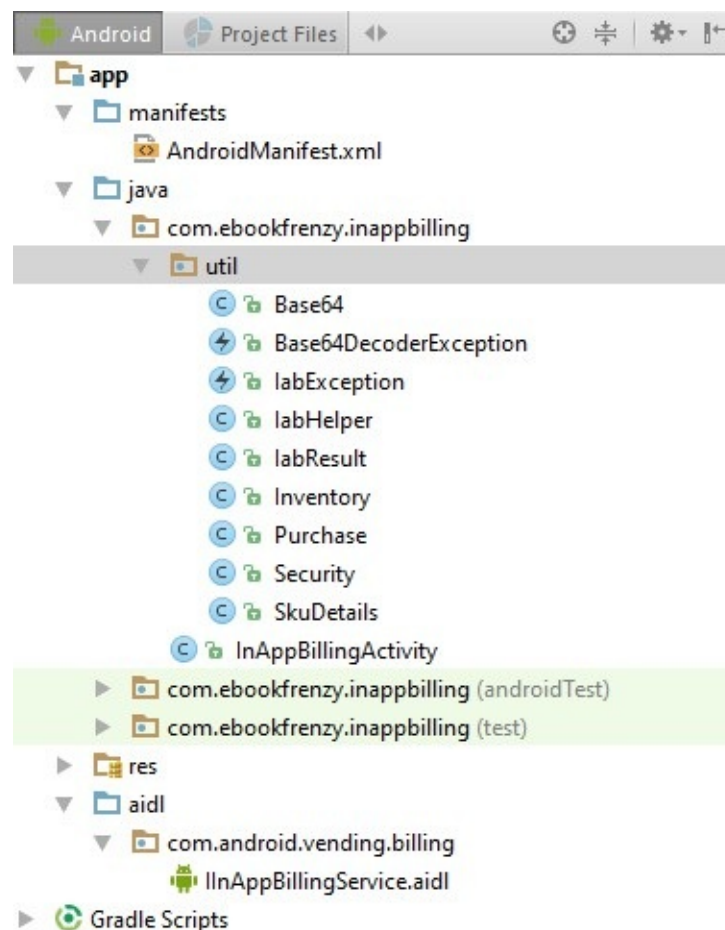 Android Project Files
app
manifests
AndroidManifest.xml
java
com.ebookfrenzy.inappbilling
util
Base64
Base64DecoderException
IabException
IabHelper
IabResult
Inventory
Purchase
Security
SkuDetails
InAppBillingActivity
com.ebookfrenzy.inappbilling (androidTest)
com.ebookfrenzy.inappbilling (test)
res
aidl
com.android.vending.billing
IInAppBillingService.aidl
Gradle Scripts